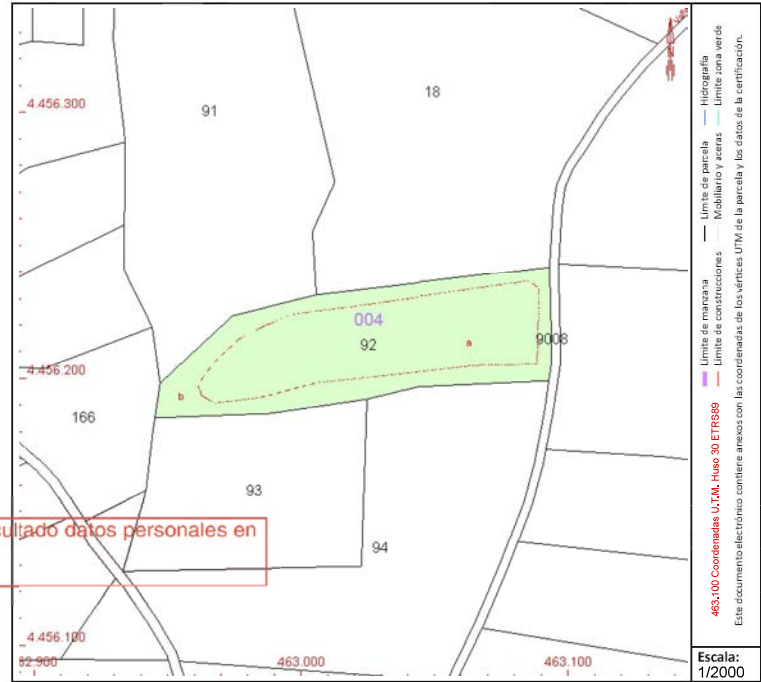 4.456.300
91
18
004
92
a
9008
b
4.456.200
166
93
94
cultado datos personales en
4.456.100
62.900
463.000
463.100
Límite de manzana
Límite de parcela
Hidrografía
Límite de construcciones
Mobiliario y aceras
Límite zona verde
463.100 Coordenadas U.T.M. Huso 30 ETRS89
Este documento electrónico contiene anexos con las coordenadas de los vértices UTM de la parcela y los datos de la certificación.
Escala:
1/2000